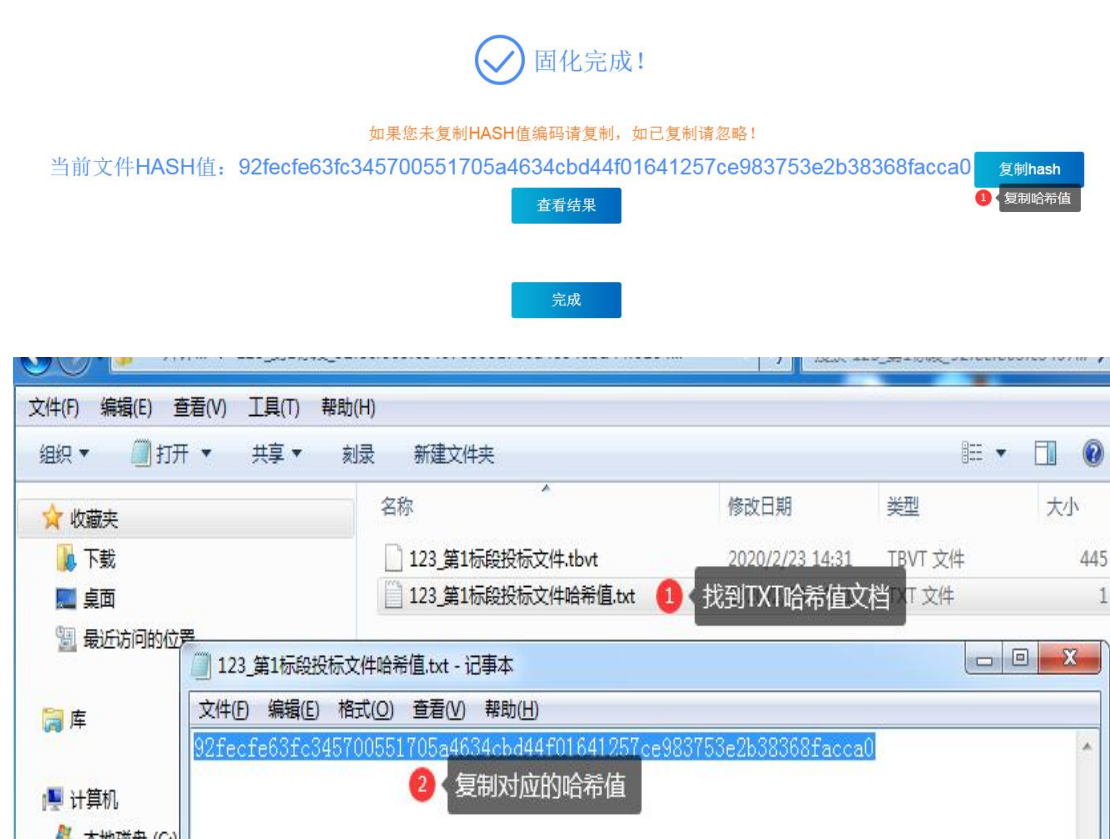 固化完成！
如果您未复制HASH值编码请复制，如已复制请忽略！
当前文件HASH值：92fecfe63fc345700551705a4634cbd44f01641257ce983753e2b38368facca0 复制hash
1 复制哈希值
查看结果
完成
文件(F) 编辑(E) 查看(V) 工具(T) 帮助(H)
组织 打开 共享 刻录 新建文件夹
名称 修改日期 类型 大小
收藏夹
下载 123_第1标段投标文件.tbvt 2020/2/23 14:31 TBVT 文件 445
桌面 123_第1标段投标文件哈希值.txt 1 找到TXT哈希值文档 TXT 文件 1
最近访问的位置
123_第1标段投标文件哈希值.txt - 记事本
文件(F) 编辑(E) 格式(O) 查看(V) 帮助(H)
库
92fecfe63fc345700551705a4634cbd44f01641257ce983753e2b38368facca0
2 复制对应的哈希值
计算机
本地磁盘 (C:)